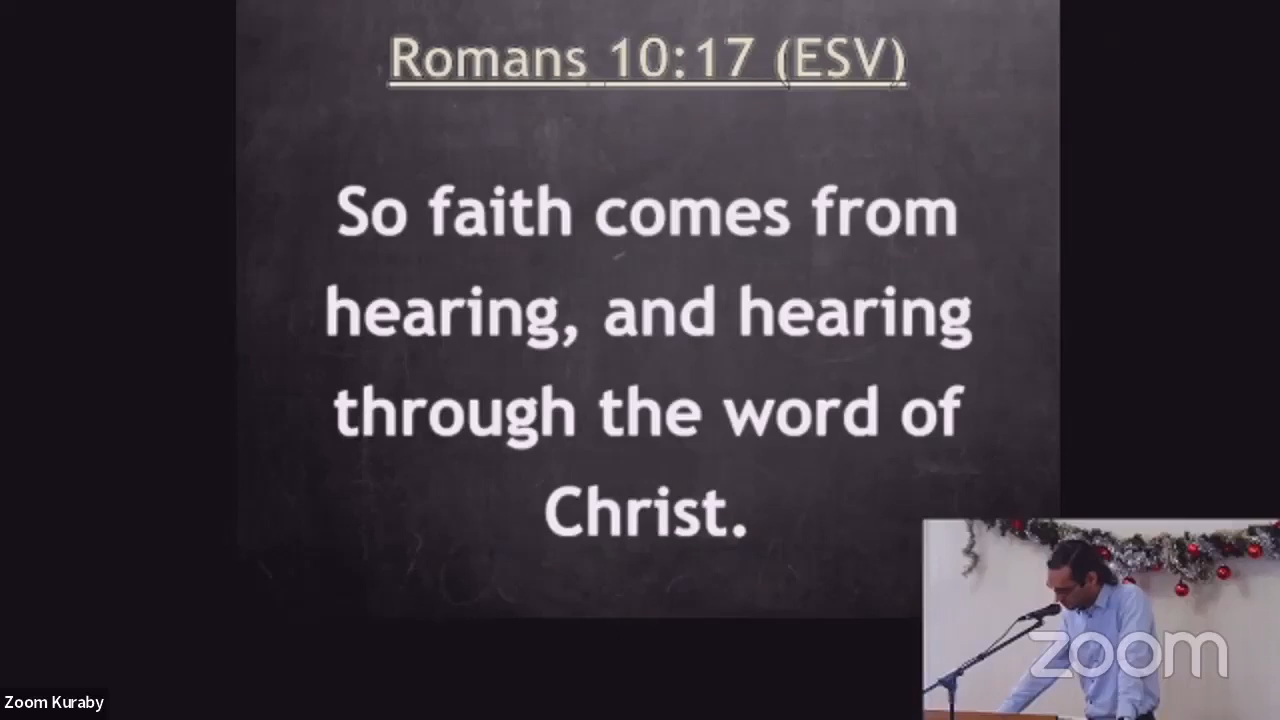 Romans 10:17 (ESV)
So faith comes from
hearing, and hearing
through the word of
Christ.
zoom
Zoom Kuraby